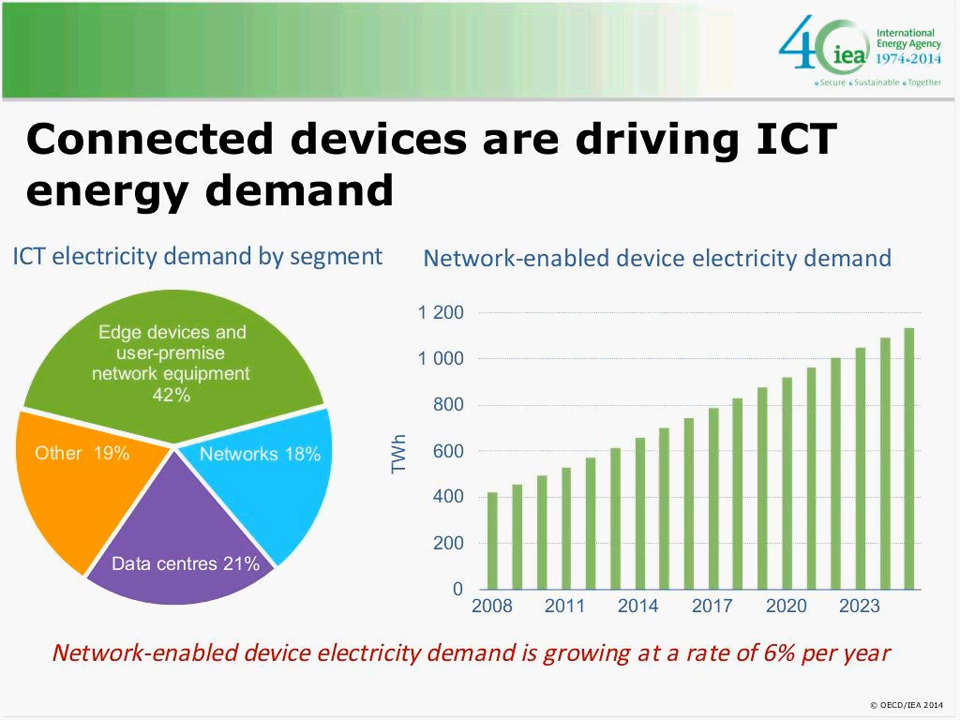 40 iea International
Energy Agency
1974•2014
Secure Sustainable Together
Connected devices are driving ICT
energy demand
ICT electricity demand by segment
Edge devices and
user-premise
network equipment
42%
Other 19%
Networks 18%
Data centres 21%
Network-enabled device electricity demand
TWh
1 200
1 000
800
600
400
200
0
2008 2011 2014 2017 2020 2023
Network-enabled device electricity demand is growing at a rate of 6% per year
© OECD/IEA 2014